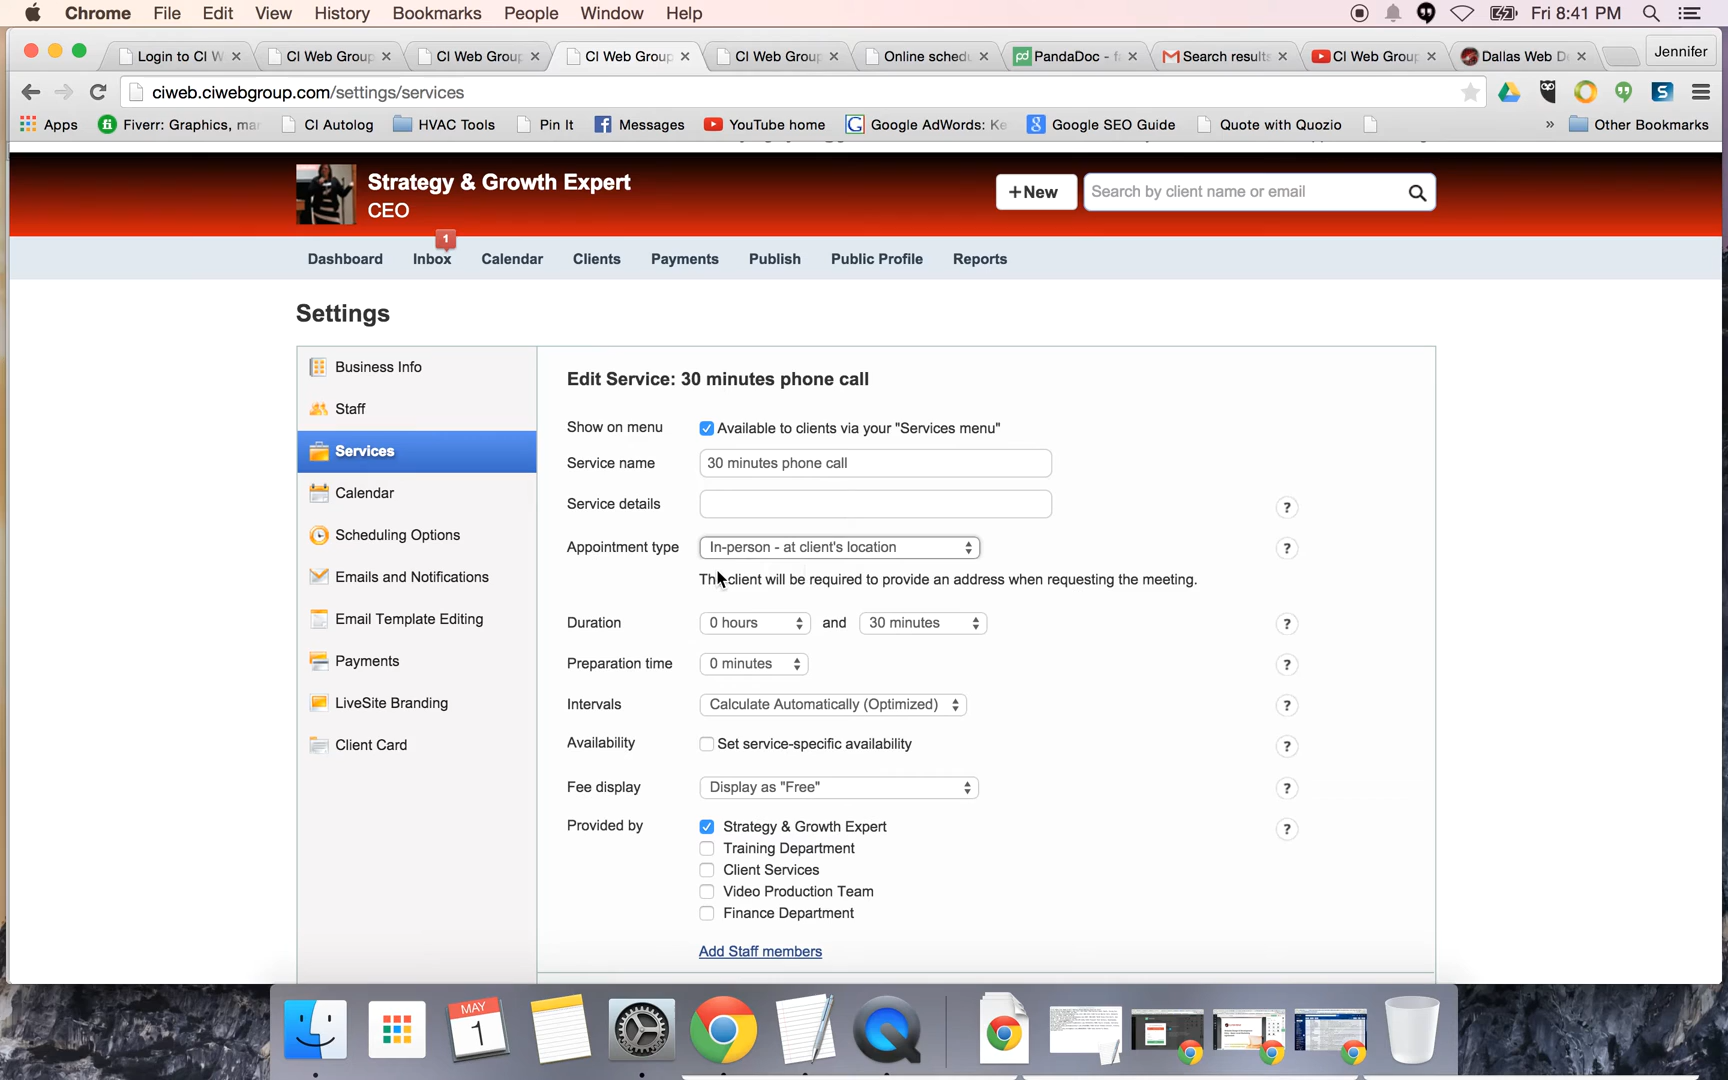 Chrome File Edit View History Bookmarks People Window Help Fri 8:41 PM
Login to CI W CI Web Group CI Web Group CI Web Group CI Web Group Online schedu PandaDoc - f Search results CI Web Group Dallas Web D Jennifer
ciweb.ciwebgroup.com/settings/services
Apps Fiverr: Graphics, mar CI Autolog HVAC Tools Pin It Messages YouTube home Google AdWords: Ke Google SEO Guide Quote with Quozio » Other Bookmarks
Strategy & Growth Expert
CEO
+New Search by client name or email
1
Dashboard Inbox Calendar Clients Payments Publish Public Profile Reports
Settings
Business Info
Staff
Services
Calendar
Scheduling Options
Emails and Notifications
Email Template Editing
Payments
LiveSite Branding
Client Card
Edit Service: 30 minutes phone call
Show on menu Available to clients via your "Services menu"
Service name 30 minutes phone call
Service details ?
Appointment type In-person - at client's location ?
The client will be required to provide an address when requesting the meeting.
Duration 0 hours and 30 minutes ?
Preparation time 0 minutes ?
Intervals Calculate Automatically (Optimized) ?
Availability Set service-specific availability ?
Fee display Display as "Free" ?
Provided by Strategy & Growth Expert ?
Training Department
Client Services
Video Production Team
Finance Department
Add Staff members
MAY
1